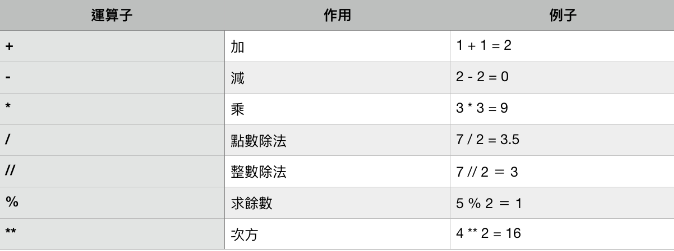 運算子 作用 例子
+ 加 1 + 1 = 2
- 減 2 - 2 = 0
* 乘 3 * 3 = 9
/ 點數除法 7 / 2 = 3.5
// 整數除法 7 // 2 ＝ 3
% 求餘數 5 % 2 ＝ 1
** 次方 4 ** 2 = 16